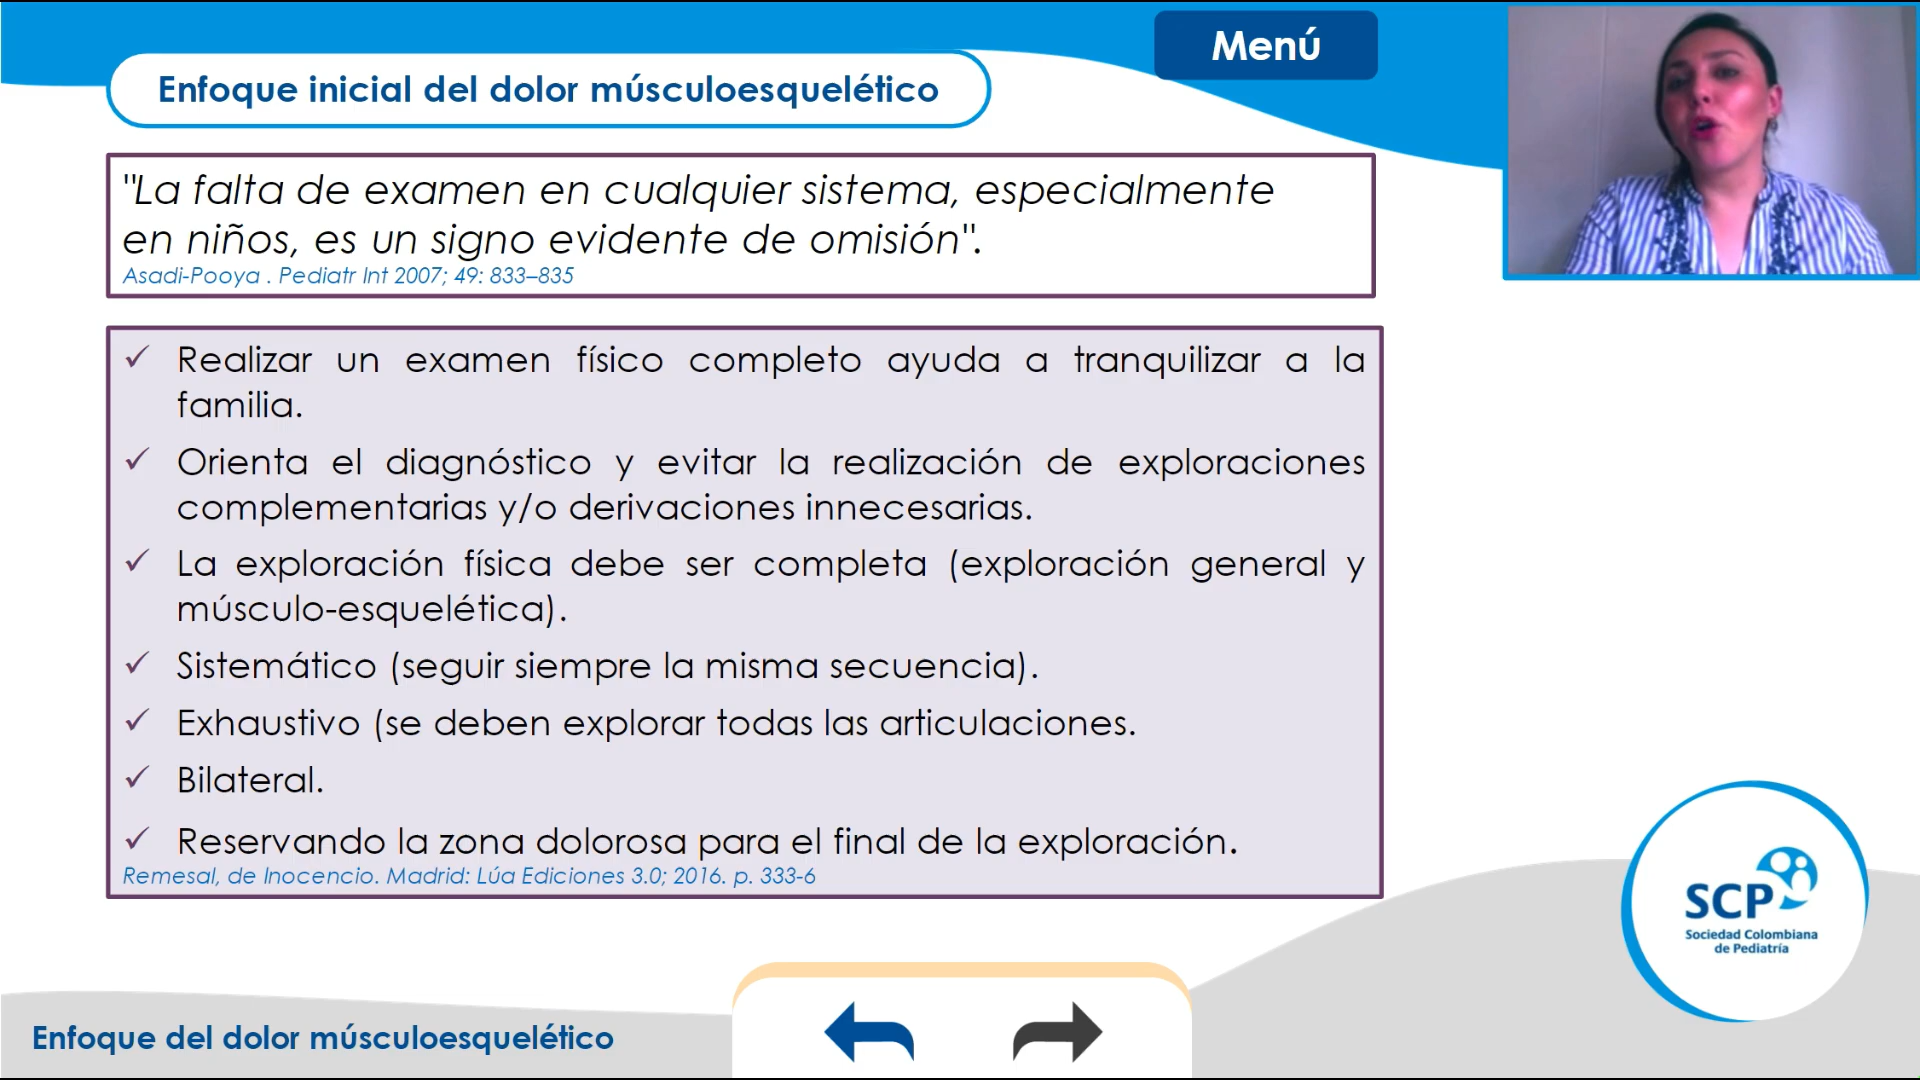 Menú
Enfoque inicial del dolor músculoesquelético
"La falta de examen en cualquier sistema, especialmente
en niños, es un signo evidente de omisión".
Asadi-Pooya . Pediatr Int 2007; 49: 833–835
✓ Realizar un examen físico completo ayuda a tranquilizar a la
familia.
✓ Orienta el diagnóstico y evitar la realización de exploraciones
complementarias y/o derivaciones innecesarias.
✓ La exploración física debe ser completa (exploración general y
músculo-esquelética).
✓ Sistemático (seguir siempre la misma secuencia).
✓ Exhaustivo (se deben explorar todas las articulaciones.
✓ Bilateral.
✓ Reservando la zona dolorosa para el final de la exploración.
Remesal, de Inocencio. Madrid: Lúa Ediciones 3.0; 2016. p. 333-6
SCP
Sociedad Colombiana
de Pediatría
Enfoque del dolor músculoesquelético